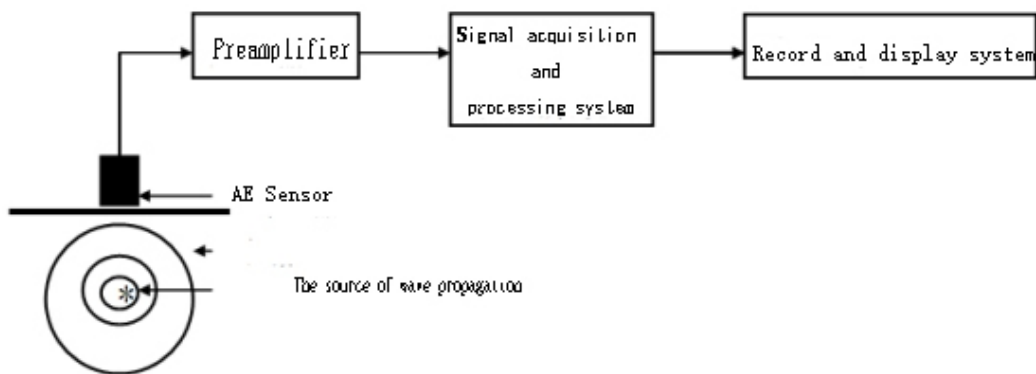 Preamplifier
Signal acquisition
and
processing system
Record and display system
AE Sensor
The source of wave propagation